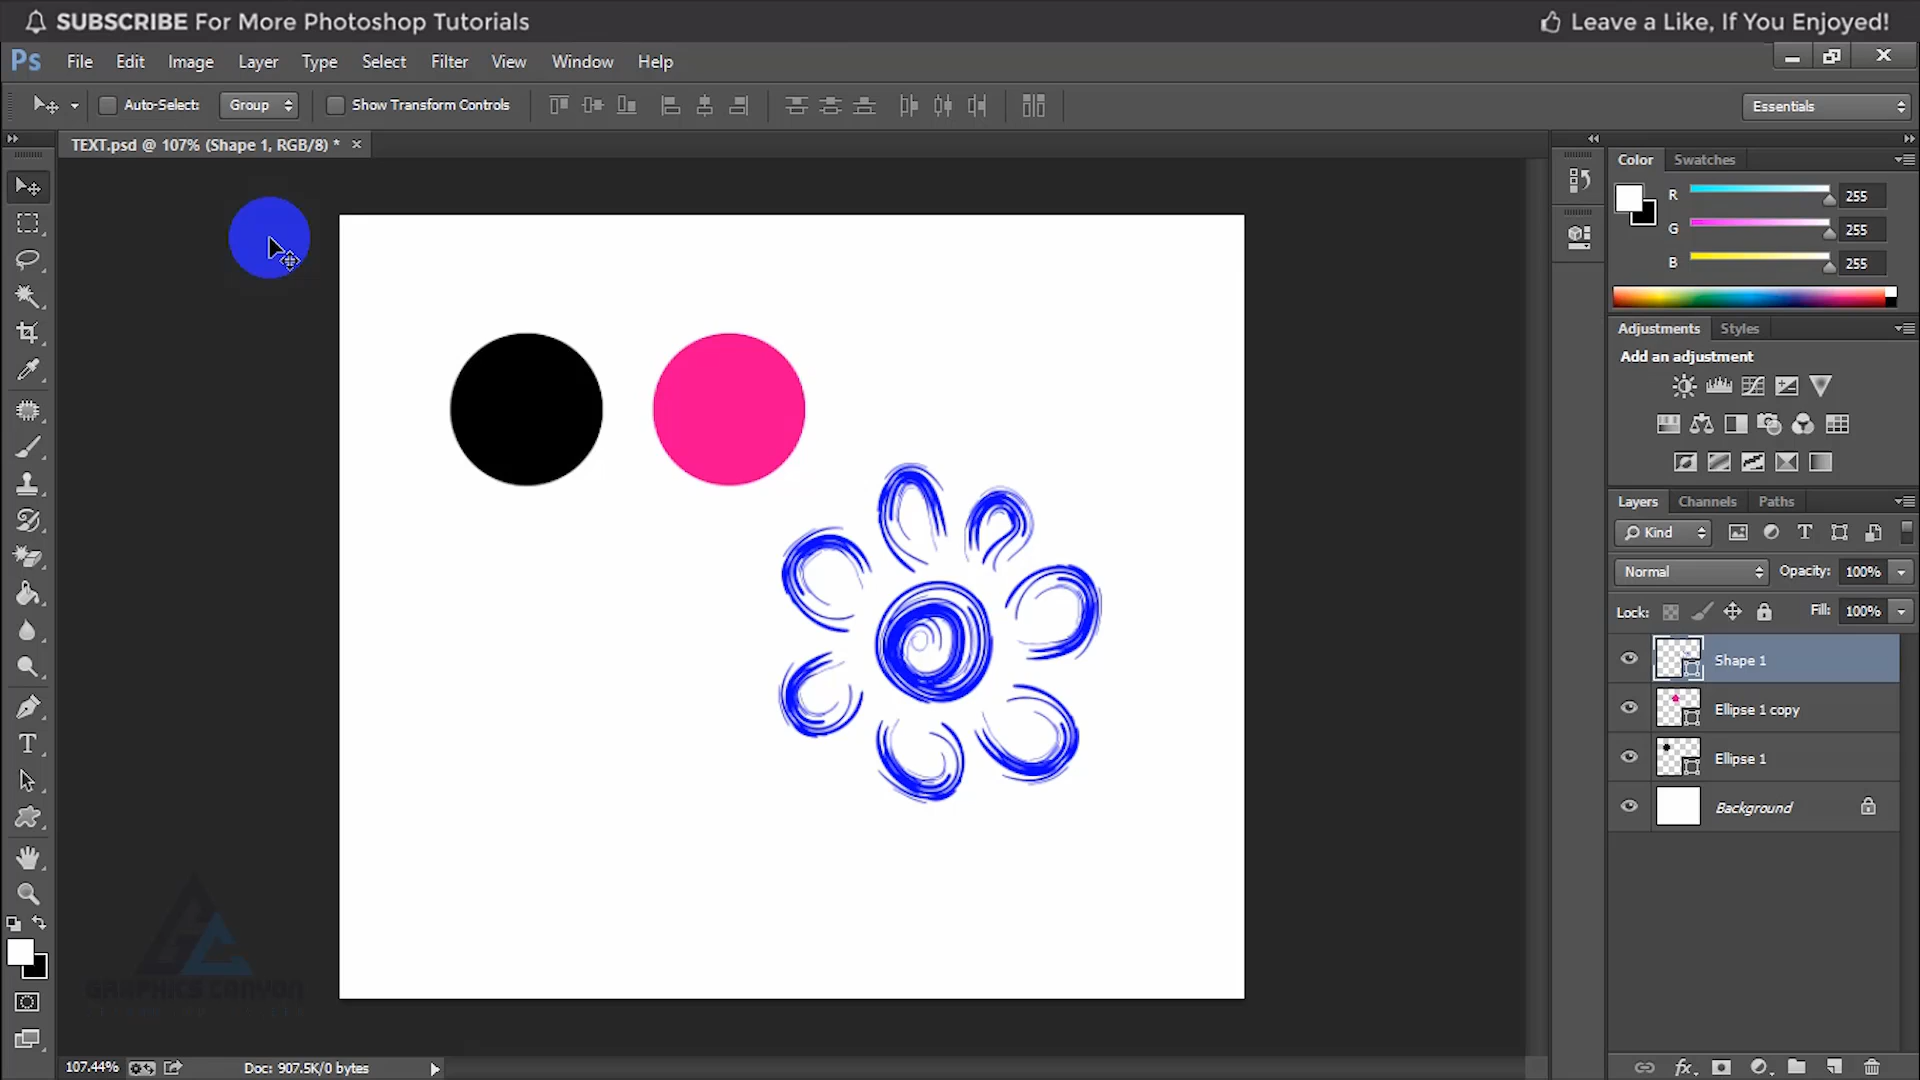 SUBSCRIBE For More Photoshop Tutorials
Leave a Like, If You Enjoyed!
Ps File Edit Image Layer Type Select Filter View Window Help
Auto-Select: Group Show Transform Controls Essentials
TEXT.psd @ 107% (Shape 1, RGB/8) *
Color Swatches
R 255
G 255
B 255
Adjustments Styles
Add an adjustment
Layers Channels Paths
Kind
Normal Opacity: 100%
Lock: Fill: 100%
Shape 1
Ellipse 1 copy
Ellipse 1
Background
GRAPHICS CANYON
107.44% Doc: 907.5K/0 bytes